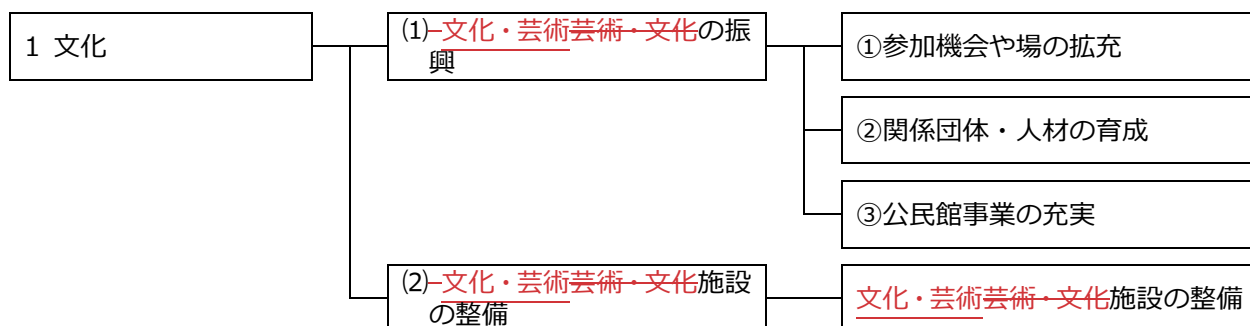 1 文化
(1) 文化・芸術芸術・文化の振
興
①参加機会や場の拡充
②関係団体・人材の育成
③公民館事業の充実
(2) 文化・芸術芸術・文化施設
の整備
文化・芸術芸術・文化施設の整備